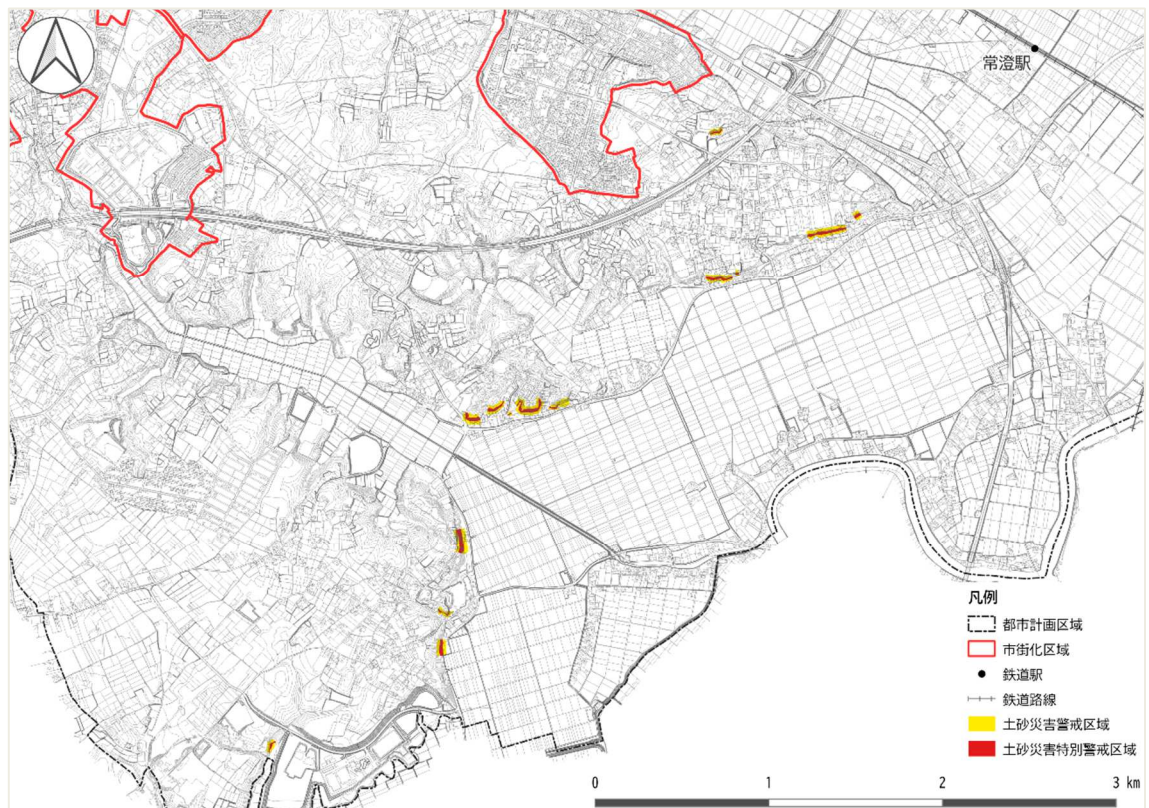 常澄駅
凡例
都市計画区域
市街化区域
鉄道駅
鉄道路線
土砂災害警戒区域
土砂災害特別警戒区域
0 1 2 3 km